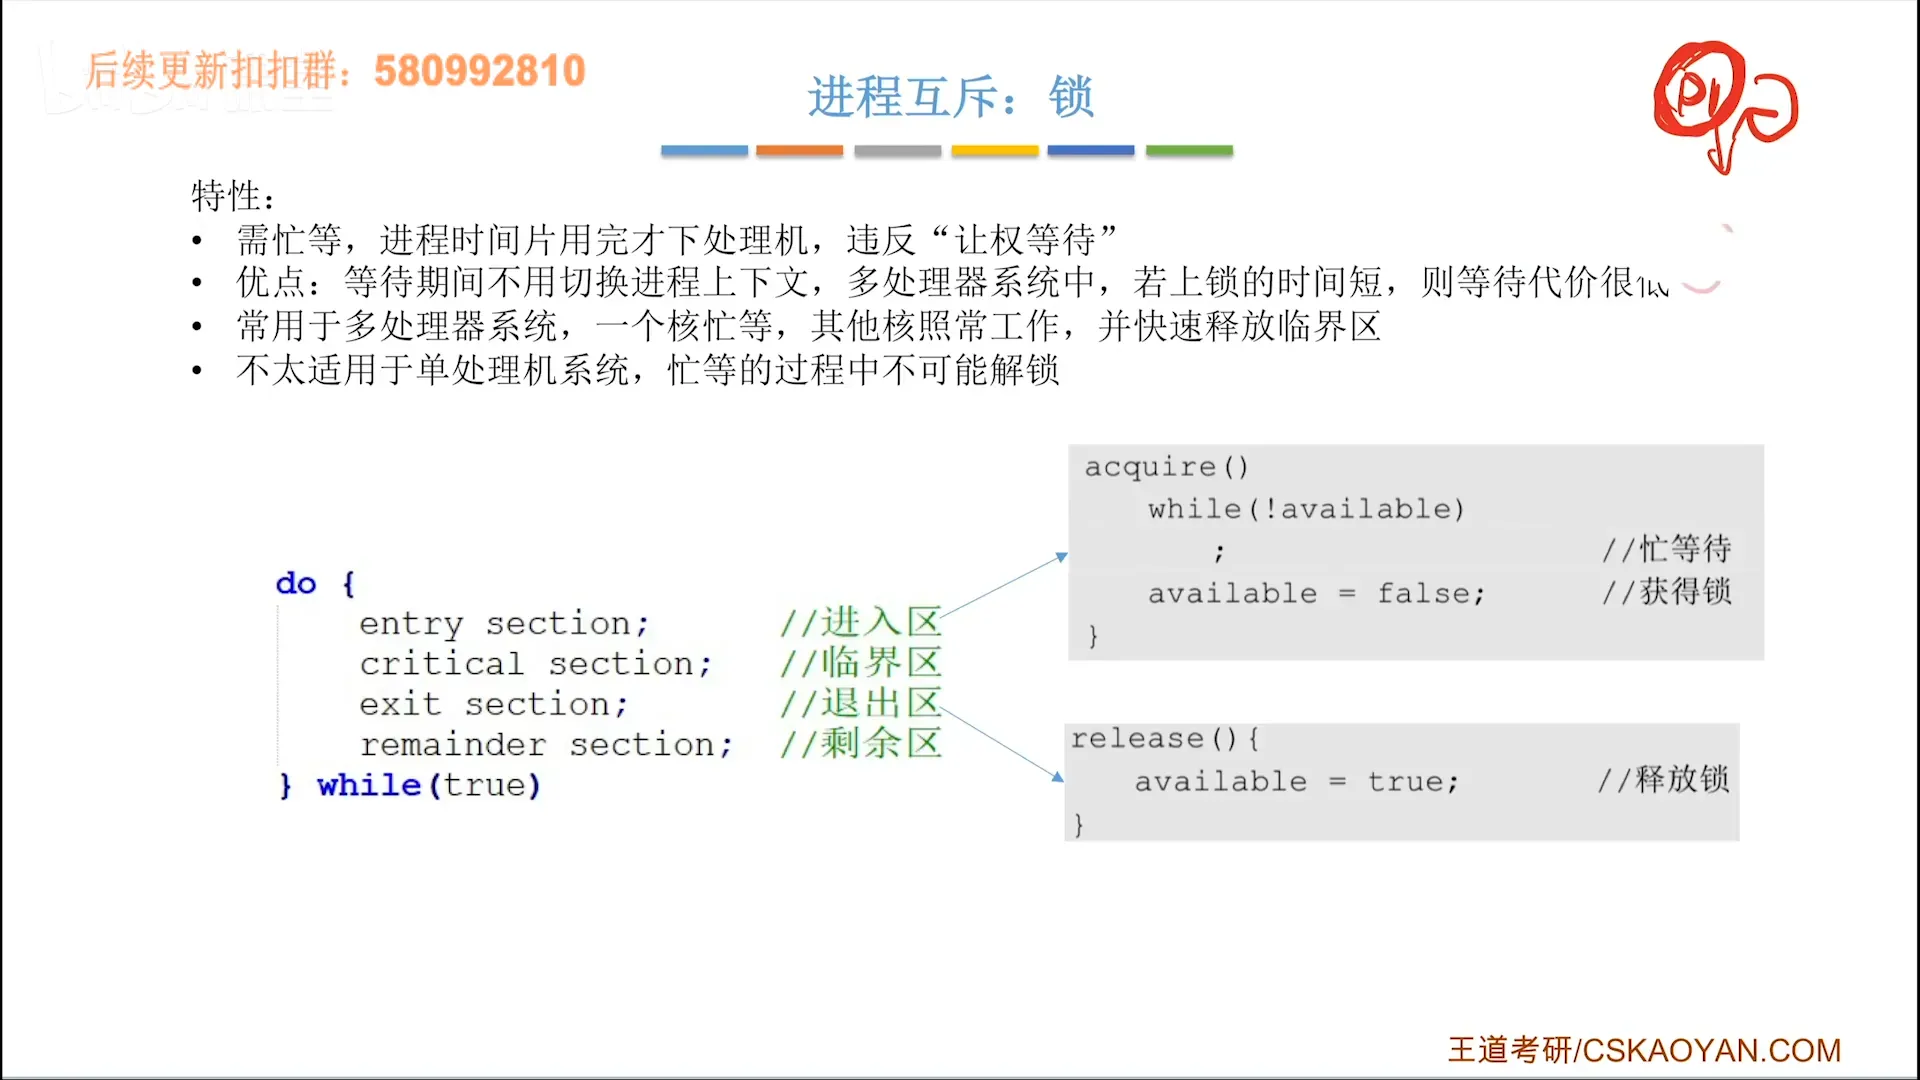 后续更新扣扣群：580992810
进程互斥：锁
P1
特性：
• 需忙等，进程时间片用完才下处理机，违反“让权等待”
• 优点：等待期间不用切换进程上下文，多处理器系统中，若上锁的时间短，则等待代价很低
• 常用于多处理器系统，一个核忙等，其他核照常工作，并快速释放临界区
• 不太适用于单处理机系统，忙等的过程中不可能解锁
do {
entry section; //进入区
critical section; //临界区
exit section; //退出区
remainder section; //剩余区
} while(true)
acquire()
while(!available)
; //忙等待
available = false; //获得锁
}
release(){
available = true; //释放锁
}
王道考研/CSKAOYAN.COM